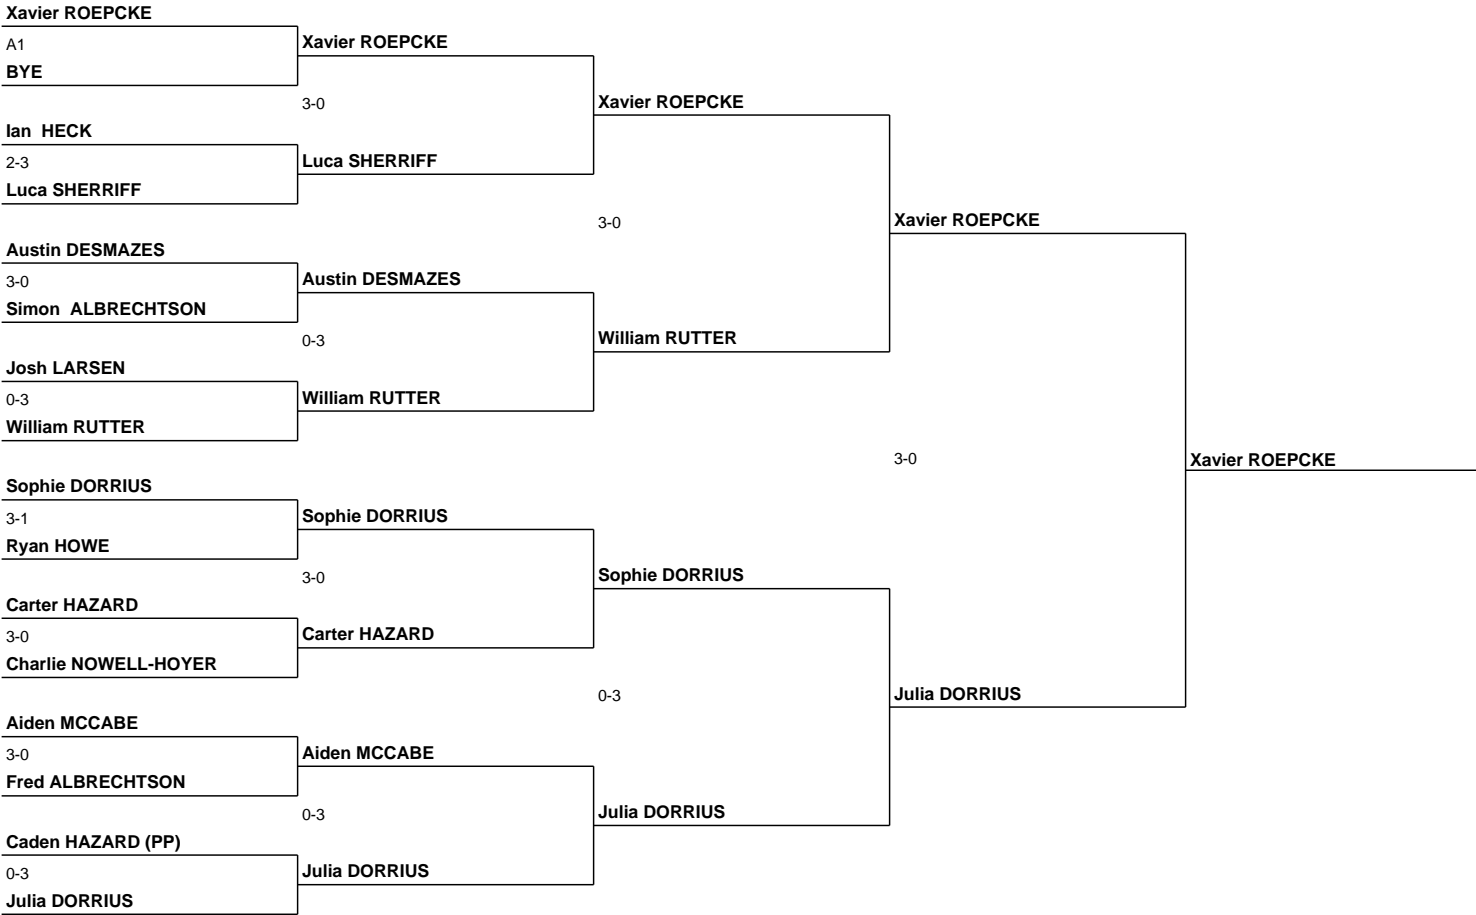 Xavier ROEPCKE
A1
BYE
Ian  HECK
2-3
Luca SHERRIFF
Austin DESMAZES
3-0
Simon  ALBRECHTSON
Josh LARSEN
0-3
William RUTTER
Sophie DORRIUS
3-1
Ryan HOWE
Carter HAZARD
3-0
Charlie NOWELL-HOYER
Aiden MCCABE
3-0
Fred ALBRECHTSON
Caden HAZARD (PP)
0-3
Julia DORRIUS
Xavier ROEPCKE
3-0
Luca SHERRIFF
Austin DESMAZES
0-3
William RUTTER
Sophie DORRIUS
3-0
Carter HAZARD
Aiden MCCABE
0-3
Julia DORRIUS
Xavier ROEPCKE
3-0
William RUTTER
Sophie DORRIUS
0-3
Julia DORRIUS
Xavier ROEPCKE
3-0
Julia DORRIUS
Xavier ROEPCKE